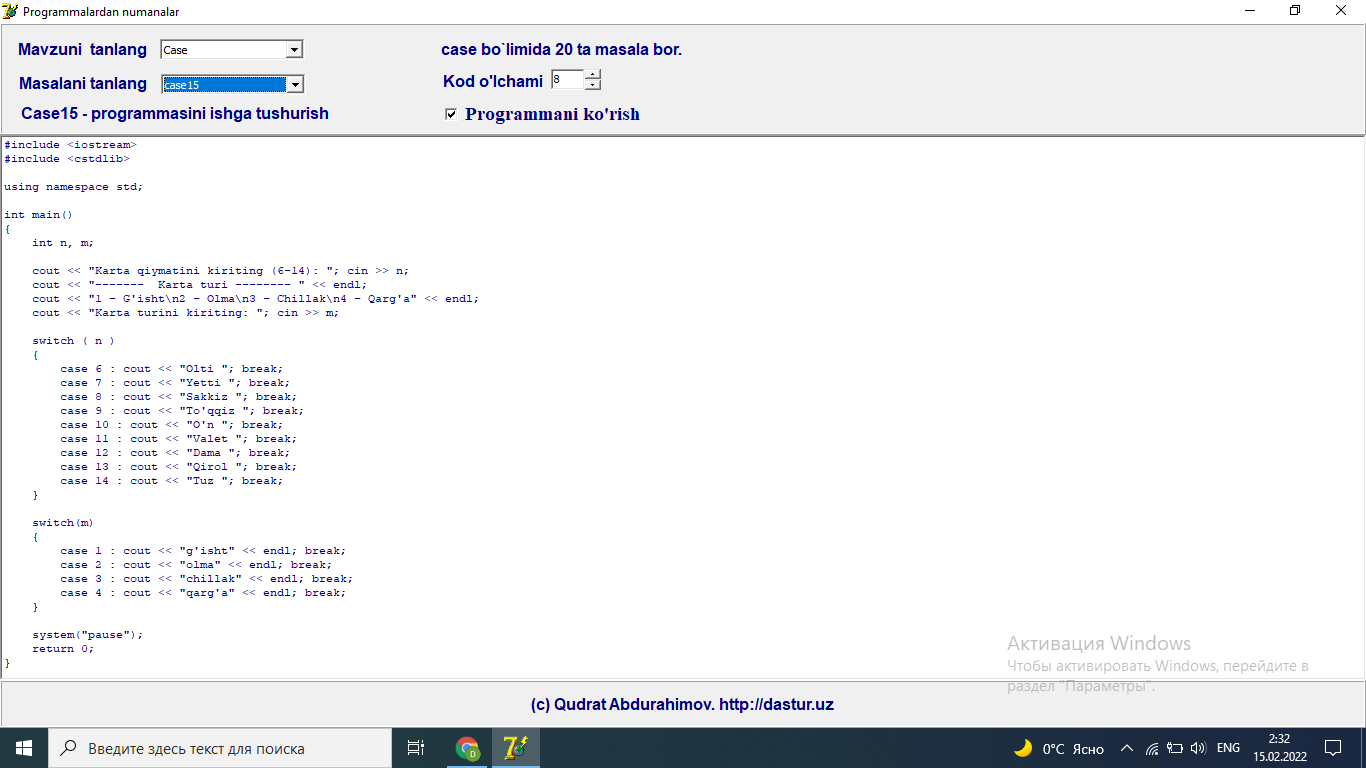 Programmalardan numanalar
Mavzuni tanlang Case
case bo`limida 20 ta masala bor.
Masalani tanlang case15
Kod o'lchami 8
Case15 - programmasini ishga tushurish
Programmani ko'rish
#include <iostream>
#include <cstdlib>
using namespace std;
int main()
{
int n, m;
cout << "Karta qiymatini kiriting (6-14): "; cin >> n;
cout << "-------  Karta turi -------- " << endl;
cout << "1 - G'isht\n2 - Olma\n3 - Chillak\n4 - Qarg'a" << endl;
cout << "Karta turini kiriting: "; cin >> m;
switch ( n )
{
case 6 : cout << "Olti "; break;
case 7 : cout << "Yetti "; break;
case 8 : cout << "Sakkiz "; break;
case 9 : cout << "To'qqiz "; break;
case 10 : cout << "O'n "; break;
case 11 : cout << "Valet "; break;
case 12 : cout << "Dama "; break;
case 13 : cout << "Qirol "; break;
case 14 : cout << "Tuz "; break;
}
switch(m)
{
case 1 : cout << "g'isht" << endl; break;
case 2 : cout << "olma" << endl; break;
case 3 : cout << "chillak" << endl; break;
case 4 : cout << "qarg'a" << endl; break;
}
system("pause");
return 0;
}
Активация Windows
Чтобы активировать Windows, перейдите в
раздел "Параметры".
(c) Qudrat Abdurahimov. http://dastur.uz
Введите здесь текст для поиска
D
7
0°C Ясно
ENG
2:32
15.02.2022